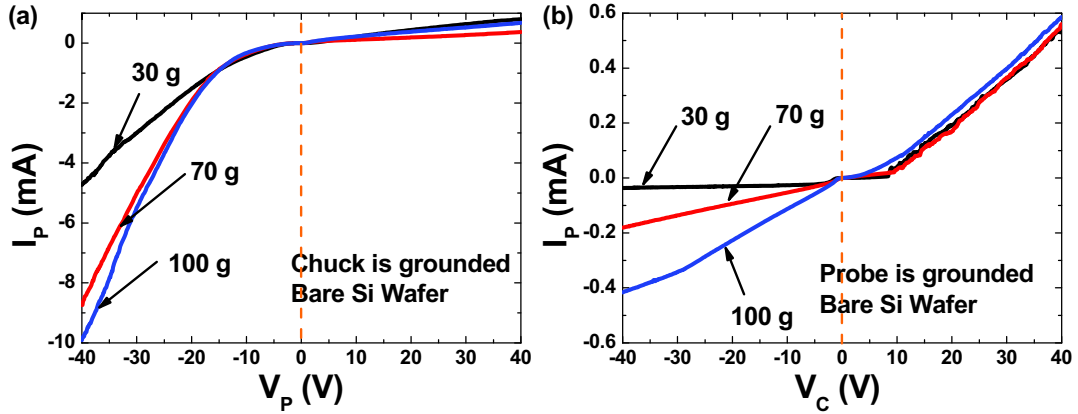 (a)
0
-2
-4
-6
-8
-10
I_P (mA)
30 g
70 g
100 g
Chuck is grounded
Bare Si Wafer
-40 -30 -20 -10 0 10 20 30 40
V_P (V)
(b)
0.6
0.4
0.2
0.0
-0.2
-0.4
-0.6
I_P (mA)
30 g
70 g
100 g
Probe is grounded
Bare Si Wafer
-40 -30 -20 -10 0 10 20 30 40
V_C (V)